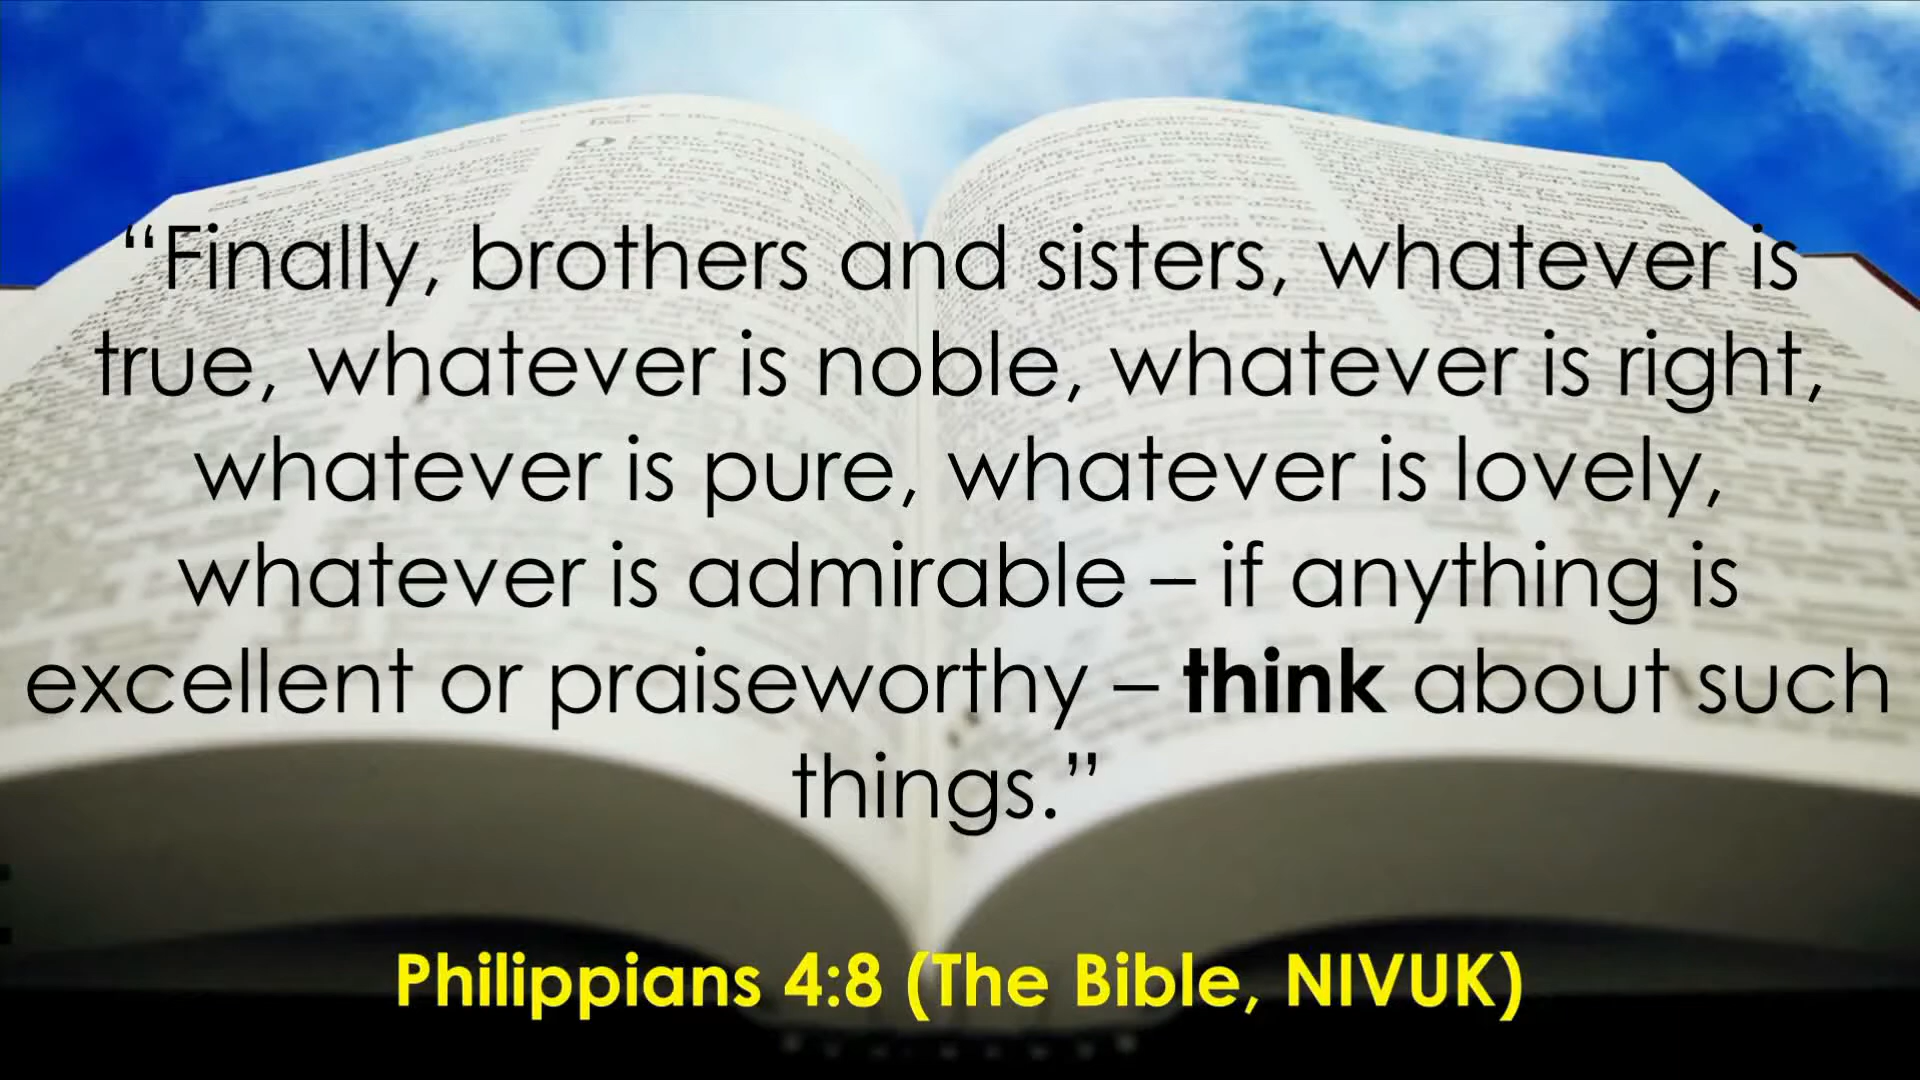 “Finally, brothers and sisters, whatever is
true, whatever is noble, whatever is right,
whatever is pure, whatever is lovely,
whatever is admirable – if anything is
excellent or praiseworthy – think about such
things.”
Philippians 4:8 (The Bible, NIVUK)